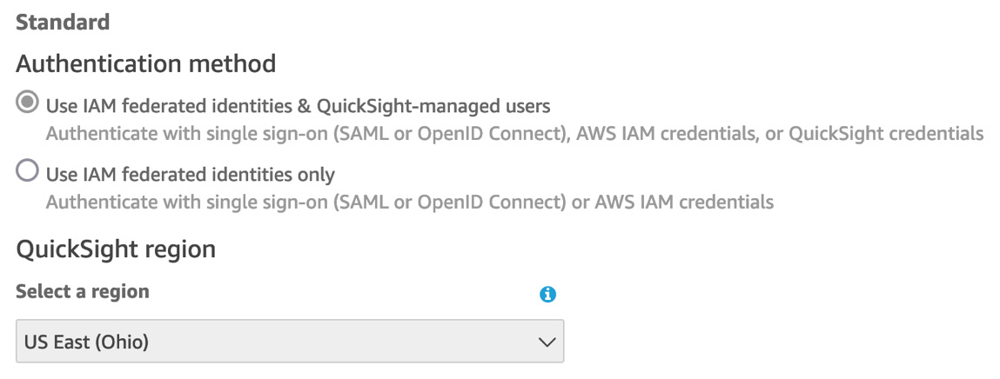 Standard
Authentication method
Use IAM federated identities & QuickSight-managed users
Authenticate with single sign-on (SAML or OpenID Connect), AWS IAM credentials, or QuickSight credentials
Use IAM federated identities only
Authenticate with single sign-on (SAML or OpenID Connect) or AWS IAM credentials
QuickSight region
Select a region
US East (Ohio)